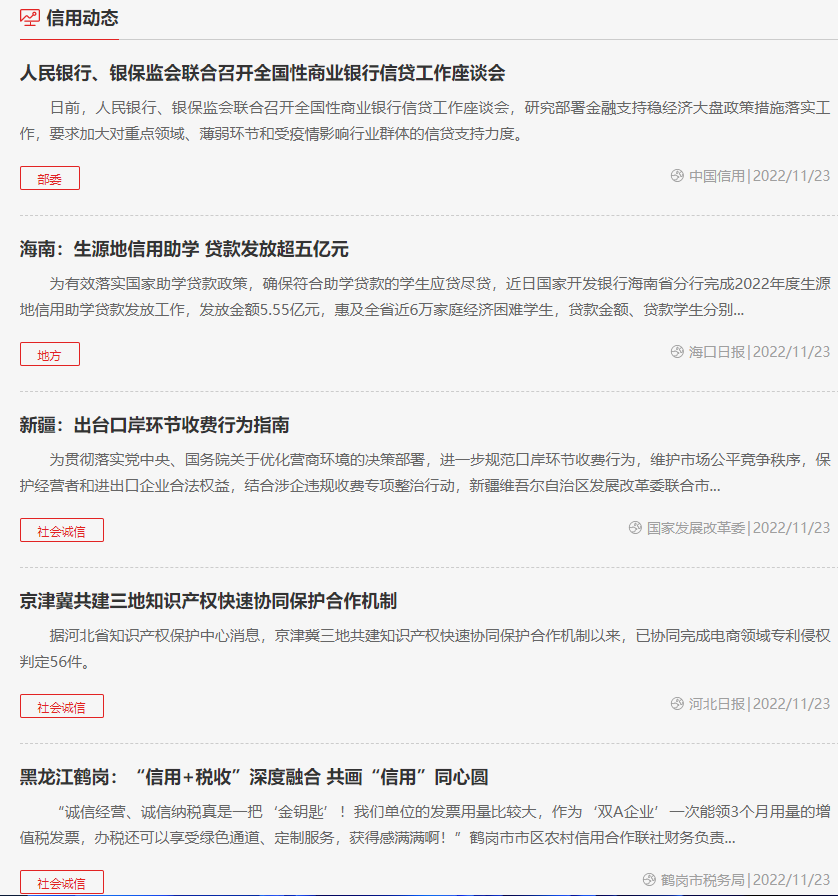 信用动态
人民银行、银保监会联合召开全国性商业银行信贷工作座谈会
日前，人民银行、银保监会联合召开全国性商业银行信贷工作座谈会，研究部署金融支持稳经济大盘政策措施落实工
作，要求加大对重点领域、薄弱环节和受疫情影响行业群体的信贷支持力度。
部委
中国信用|2022/11/23
海南：生源地信用助学 贷款发放超五亿元
为有效落实国家助学贷款政策，确保符合助学贷款的学生应贷尽贷，近日国家开发银行海南省分行完成2022年度生源
地信用助学贷款发放工作，发放金额5.55亿元，惠及全省近6万家庭经济困难学生，贷款金额、贷款学生分别...
地方
海口日报|2022/11/23
新疆：出台口岸环节收费行为指南
为贯彻落实党中央、国务院关于优化营商环境的决策部署，进一步规范口岸环节收费行为，维护市场公平竞争秩序，保
护经营者和进出口企业合法权益，结合涉企违规收费专项整治行动，新疆维吾尔自治区发展改革委联合市...
社会诚信
国家发展改革委|2022/11/23
京津冀共建三地知识产权快速协同保护合作机制
据河北省知识产权保护中心消息，京津冀三地共建知识产权快速协同保护合作机制以来，已协同完成电商领域专利侵权
判定56件。
社会诚信
河北日报|2022/11/23
黑龙江鹤岗：“信用+税收”深度融合 共画“信用”同心圆
“诚信经营、诚信纳税真是一把‘金钥匙’！我们单位的发票用量比较大，作为‘双A企业’一次能领3个月用量的增
值税发票，办税还可以享受绿色通道、定制服务，获得感满满啊！”鹤岗市市区农村信用合作联社财务负责...
社会诚信
鹤岗市税务局|2022/11/23